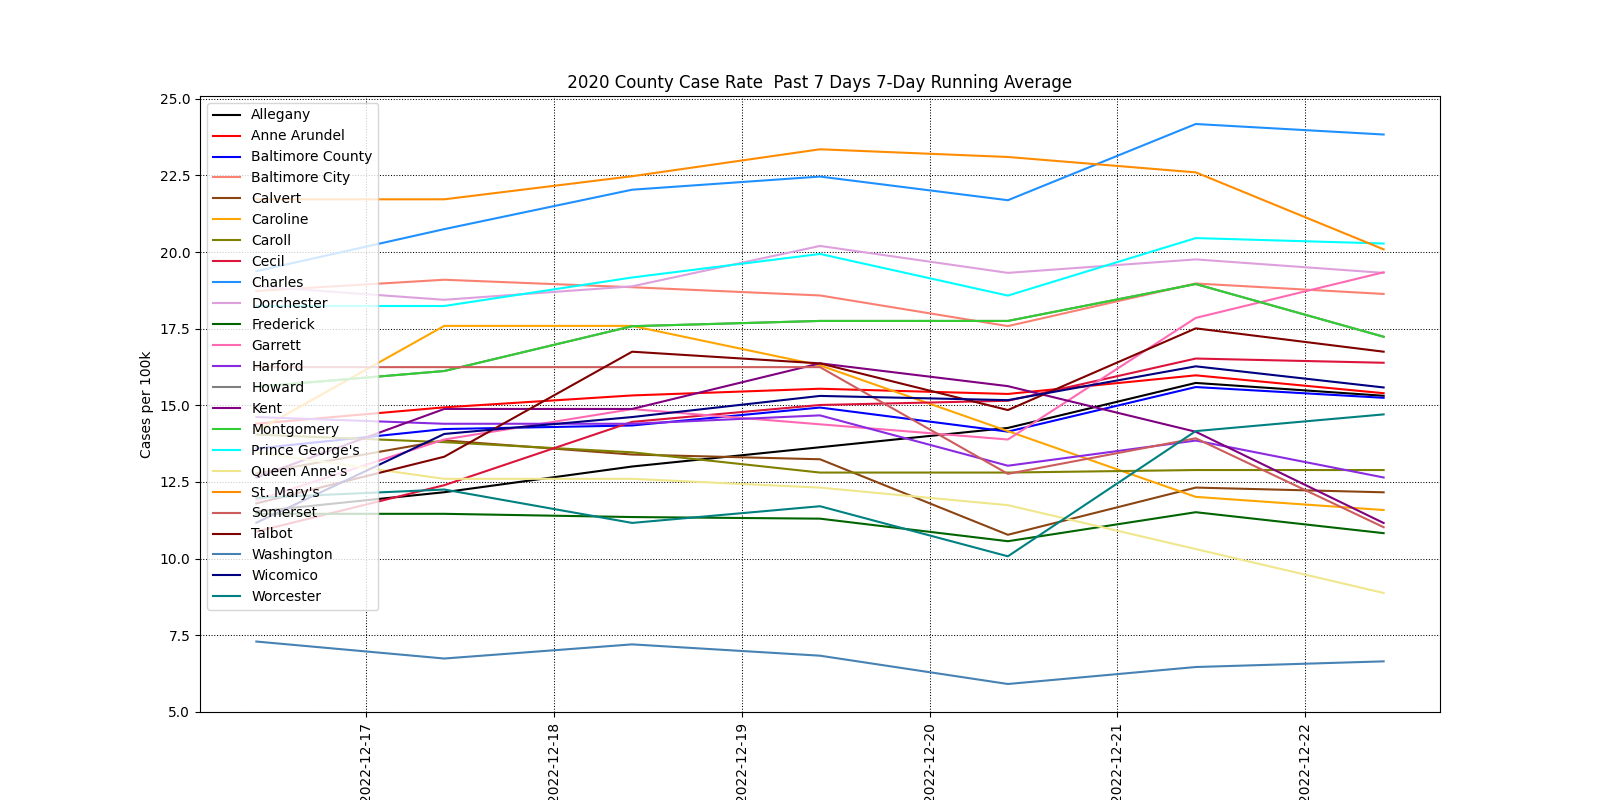 2020 County Case Rate  Past 7 Days 7-Day Running Average
Cases per 100k
25.0
22.5
20.0
17.5
15.0
12.5
10.0
7.5
5.0
Allegany
Anne Arundel
Baltimore County
Baltimore City
Calvert
Caroline
Caroll
Cecil
Charles
Dorchester
Frederick
Garrett
Harford
Howard
Kent
Montgomery
Prince George's
Queen Anne's
St. Mary's
Somerset
Talbot
Washington
Wicomico
Worcester
2022-12-17
2022-12-18
2022-12-19
2022-12-20
2022-12-21
2022-12-22